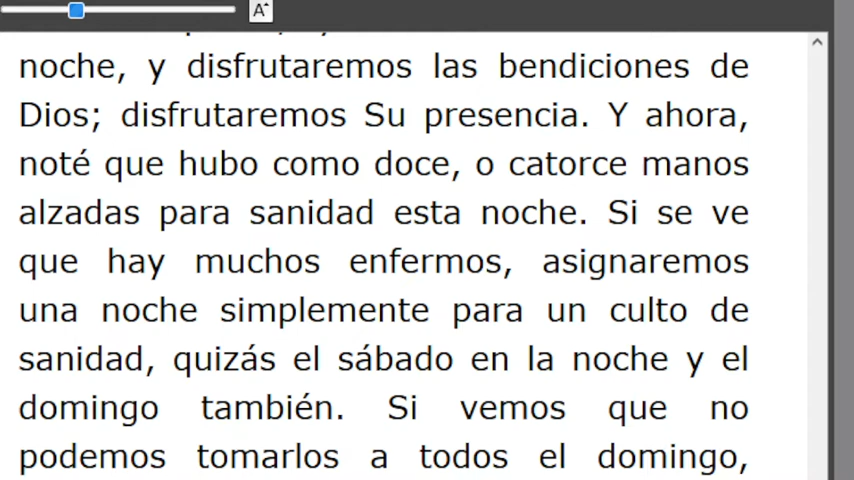 A^
noche, y disfrutaremos las bendiciones de
Dios; disfrutaremos Su presencia. Y ahora,
noté que hubo como doce, o catorce manos
alzadas para sanidad esta noche. Si se ve
que hay muchos enfermos, asignaremos
una noche simplemente para un culto de
sanidad, quizás el sábado en la noche y el
domingo también. Si vemos que no
podemos tomarlos a todos el domingo,